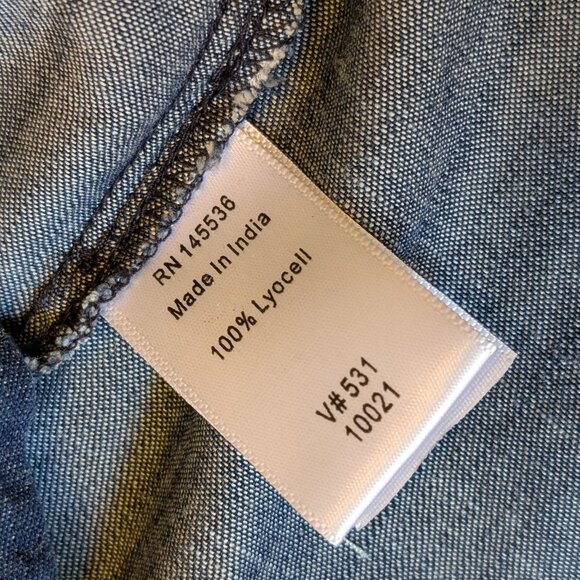 RN 145536
Made In India
100% Lyocell
V# 531
10021